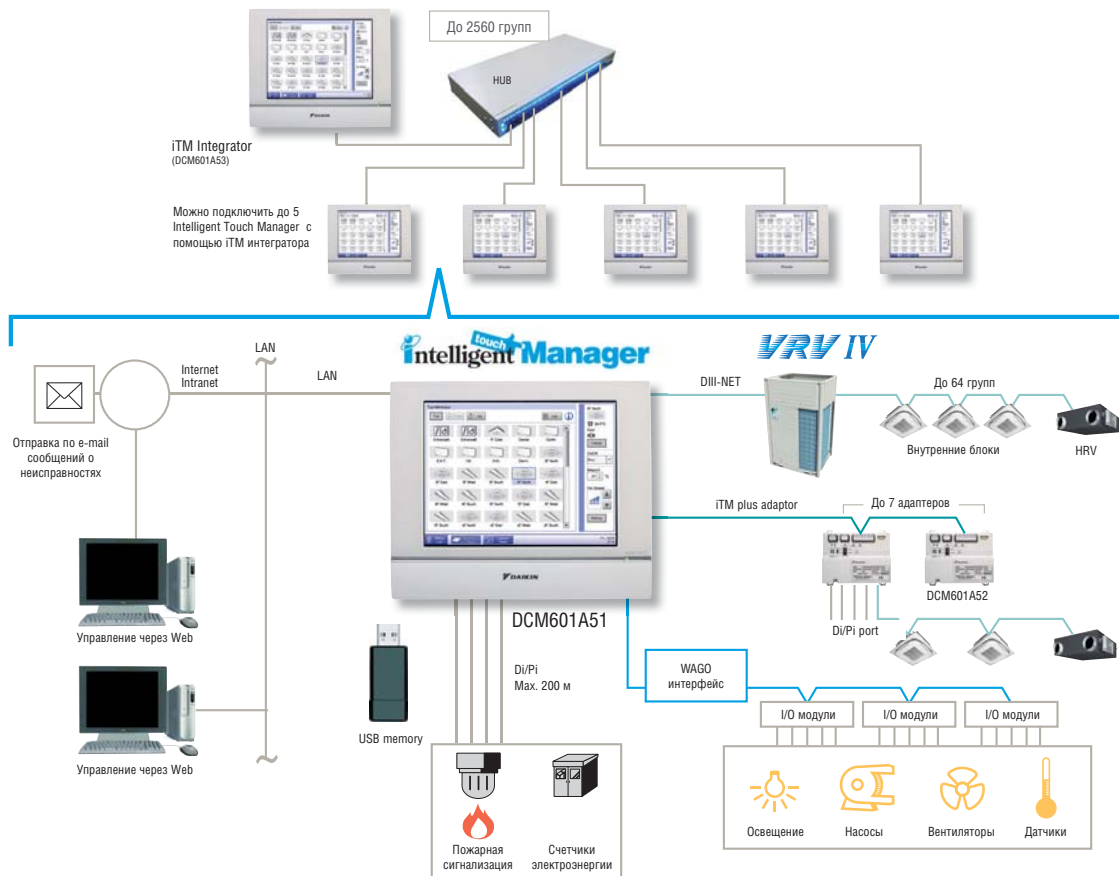 До 2560 групп
HUB
DAIKIN
iTM Integrator
(DCM601A53)
Можно подключить до 5
Intelligent Touch Manager с
помощью iTM интегратора
intelligent touch Manager
VRV IV
LAN
Internet
Intranet
LAN
DIII-NET
До 64 групп
Внутренние блоки
HRV
Отправка по e-mail
сообщений о
неисправностях
iTM plus adaptor
До 7 адаптеров
DAIKIN
DCM601A51
DCM601A52
Di/Pi port
Управление через Web
Di/Pi
Max. 200 м
WAGO
интерфейс
USB memory
I/O модули
I/O модули
I/O модули
Управление через Web
Освещение
Насосы
Вентиляторы
Датчики
Пожарная
сигнализация
Счетчики
электроэнергии